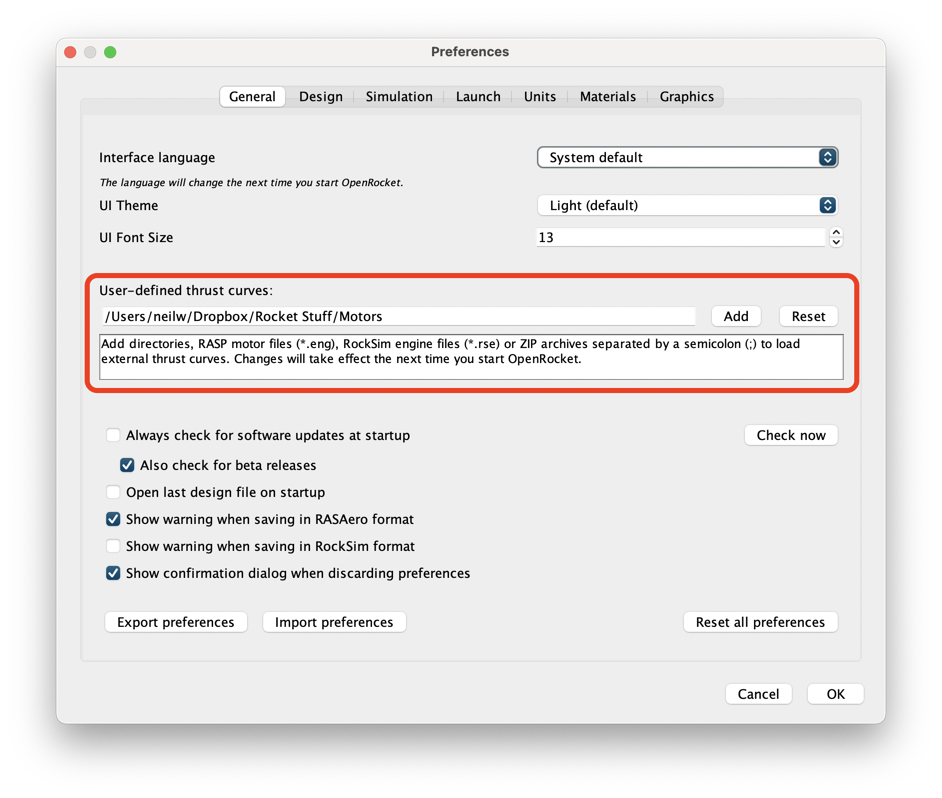 Preferences
General Design Simulation Launch Units Materials Graphics
Interface language System default
The language will change the next time you start OpenRocket.
UI Theme Light (default)
UI Font Size 13
User-defined thrust curves:
/Users/neilw/Dropbox/Rocket Stuff/Motors Add Reset
Add directories, RASP motor files (*.eng), RockSim engine files (*.rse) or ZIP archives separated by a semicolon (;) to load
external thrust curves. Changes will take effect the next time you start OpenRocket.
Always check for software updates at startup Check now
Also check for beta releases
Open last design file on startup
Show warning when saving in RASAero format
Show warning when saving in RockSim format
Show confirmation dialog when discarding preferences
Export preferences Import preferences Reset all preferences
Cancel OK